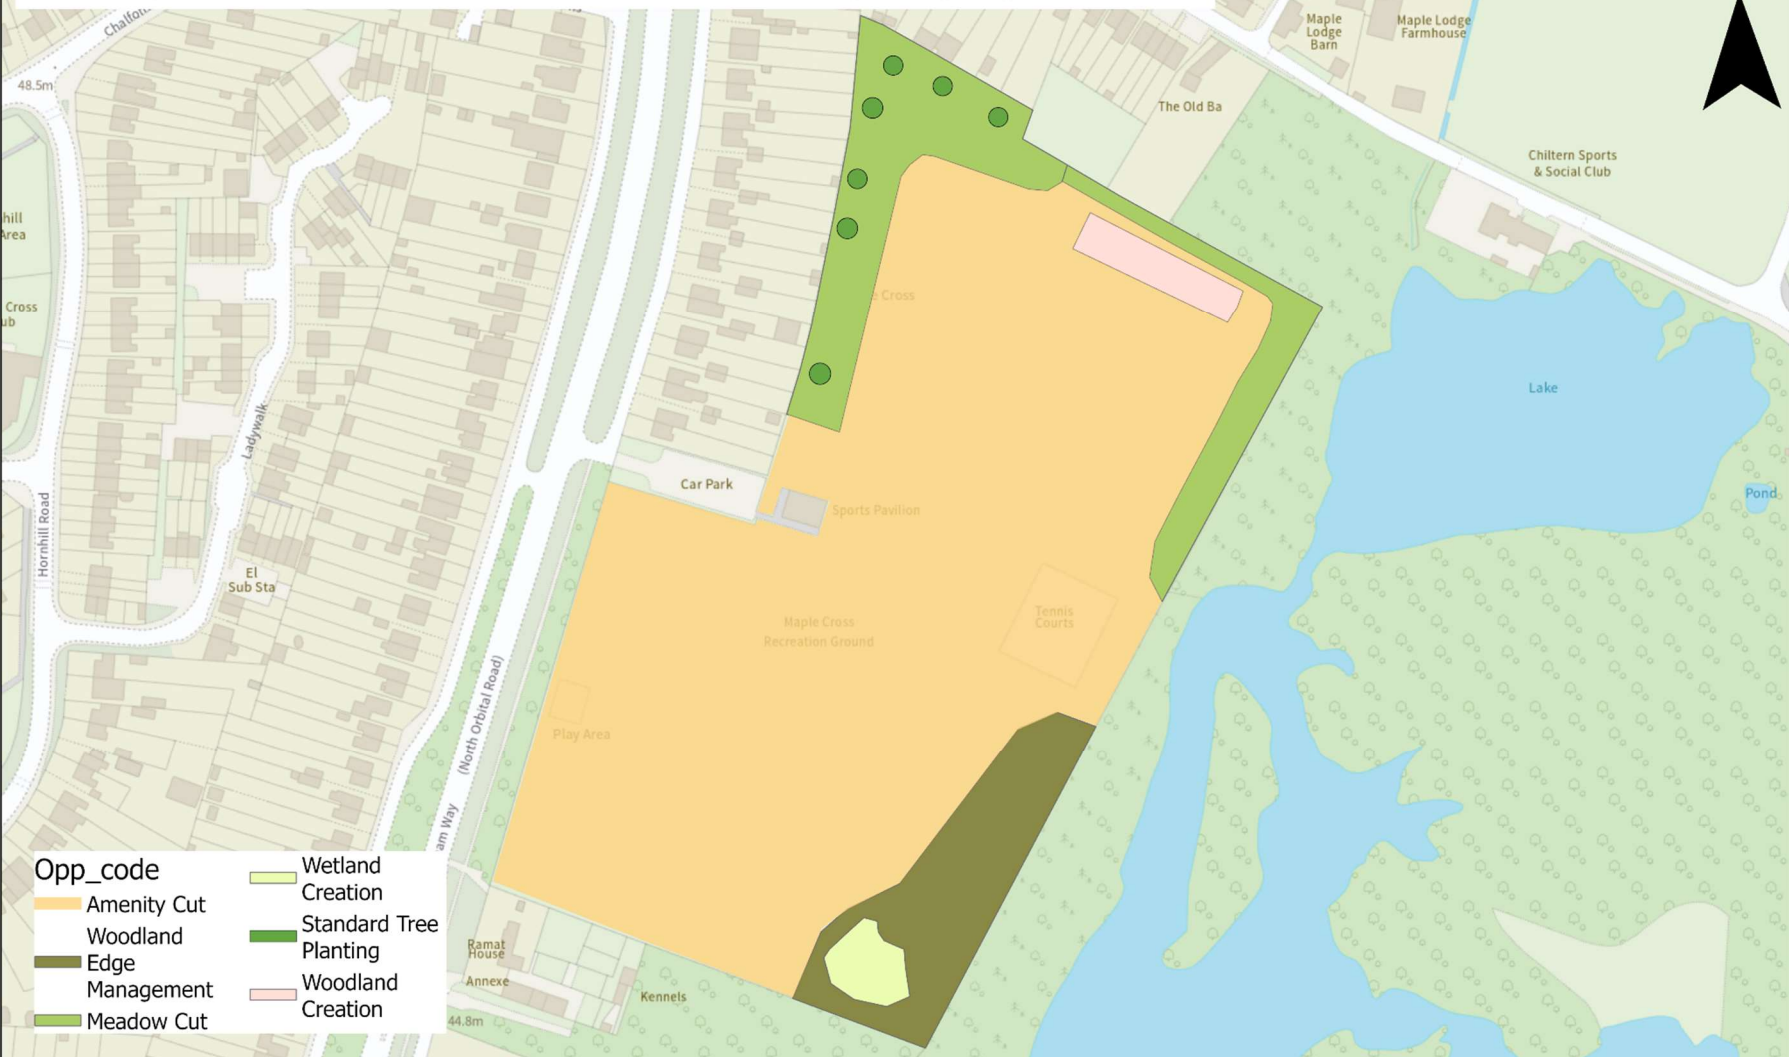 Chalfont
48.5m
Maple
Lodge
Barn
Maple Lodge
Farmhouse
The Old Ba
Chiltern Sports
& Social Club
hill
Area
Cross
ub
e Cross
Lake
Pond
Ladywalk
Hornhill Road
Car Park
Sports Pavilion
El
Sub Sta
Maple Cross
Recreation Ground
Tennis
Courts
Play Area
(North Orbital Road)
am Way
Ramat
House
Annexe
Kennels
44.8m
Opp_code
Amenity Cut
Woodland
Edge
Management
Meadow Cut
Wetland
Creation
Standard Tree
Planting
Woodland
Creation